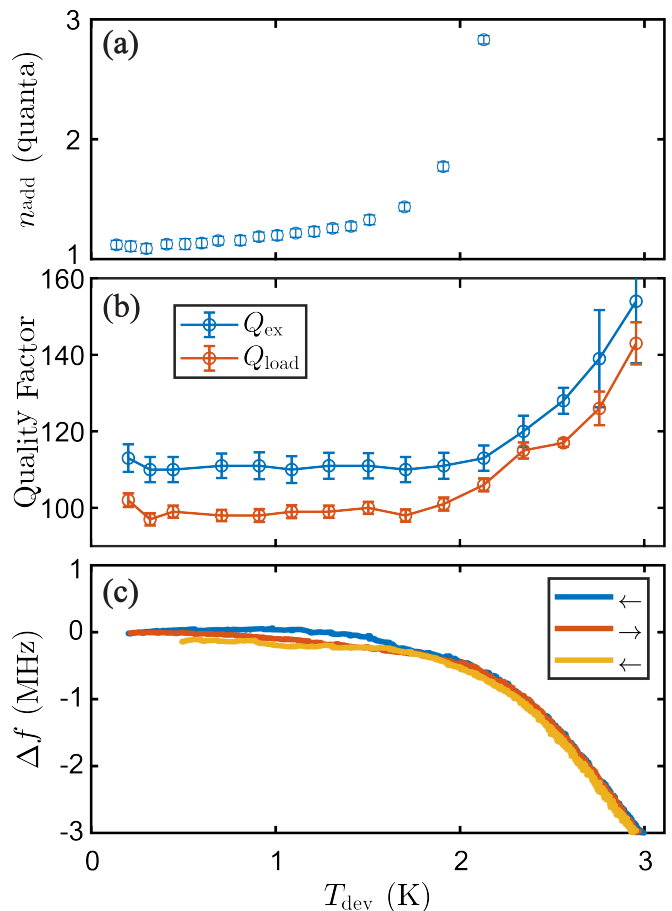 (a)
3
2
1
n_add (quanta)
(b)
160
140
120
100
Quality Factor
Q_ex
Q_load
(c)
1
0
-1
-2
-3
Δf (MHz)
←
→
←
0 1 2 3
T_dev (K)